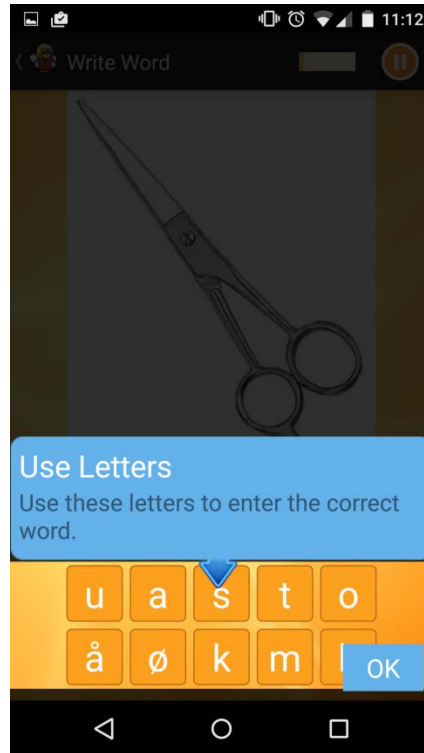 11:12
Write Word
Use Letters
Use these letters to enter the correct
word.
u a s t o
å ø k m
OK